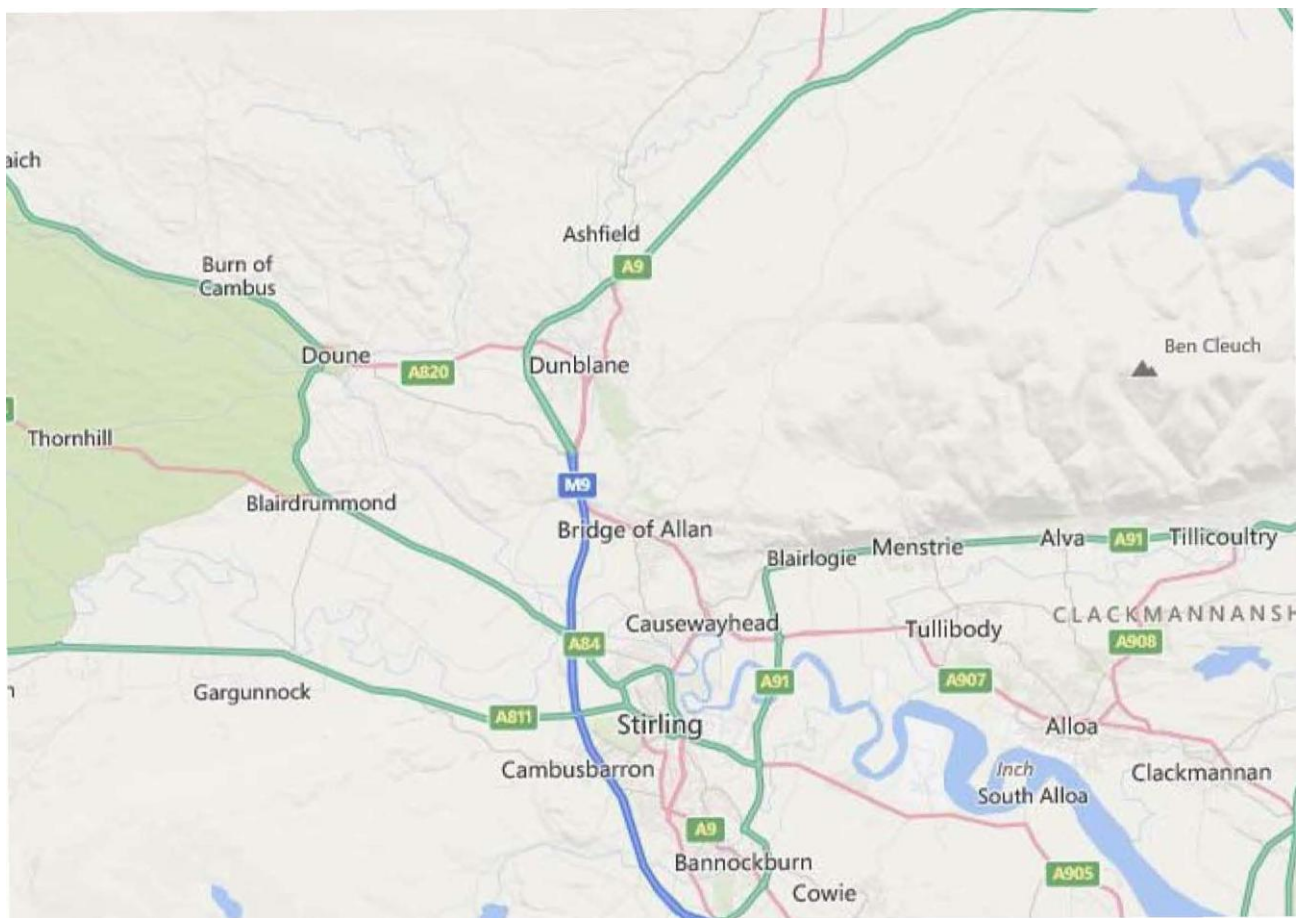 aich
Ashfield
A9
Burn of
Cambus
Doune
A820
Dunblane
Ben Cleuch
Thornhill
M9
Blairdrummond
Bridge of Allan
Blairlogie
Menstrie
Alva
A91
Tillicoultry
Causewayhead
Tullibody
CLACKMANNANSH
A84
A908
A91
A907
Gargunnock
A811
Stirling
Alloa
Cambusbarron
Inch
South Alloa
Clackmannan
A9
Bannockburn
A905
Cowie